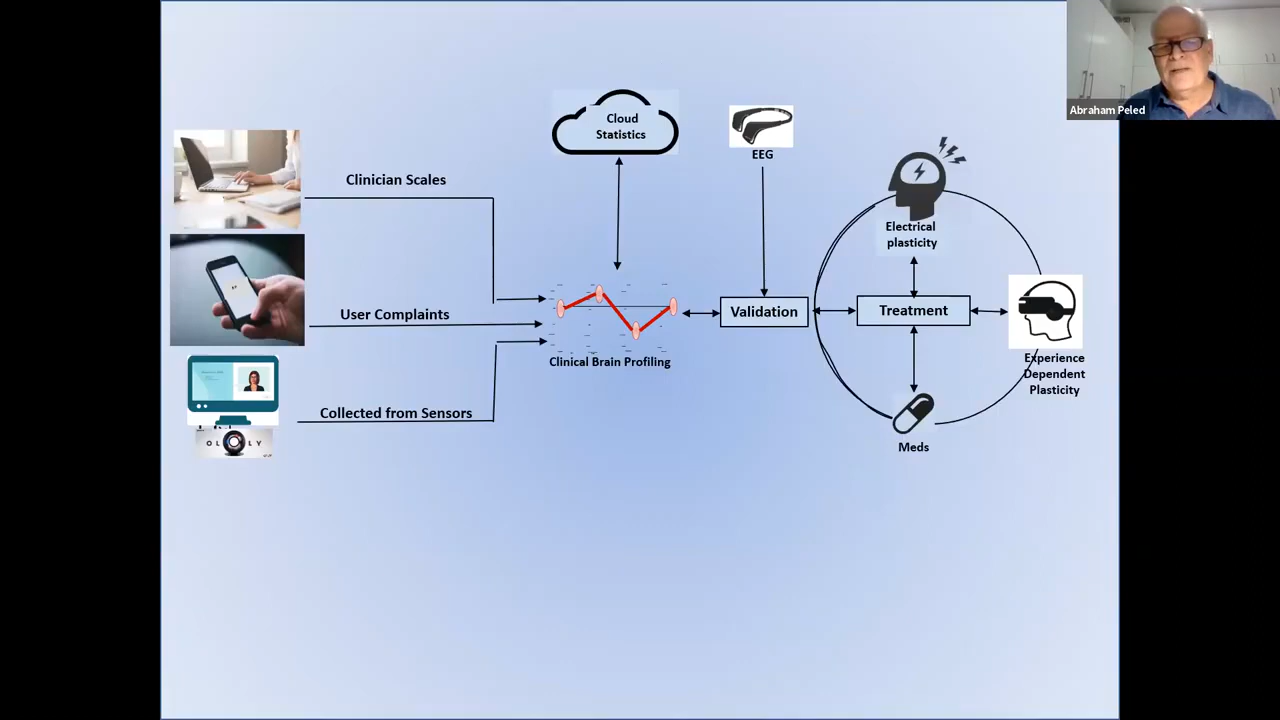 Abraham Peled
Cloud
Statistics
EEG
Clinician Scales
Electrical
plasticity
User Complaints
Validation
Treatment
Clinical Brain Profiling
Experience
Dependent
Plasticity
Collected from Sensors
OLLY
Meds